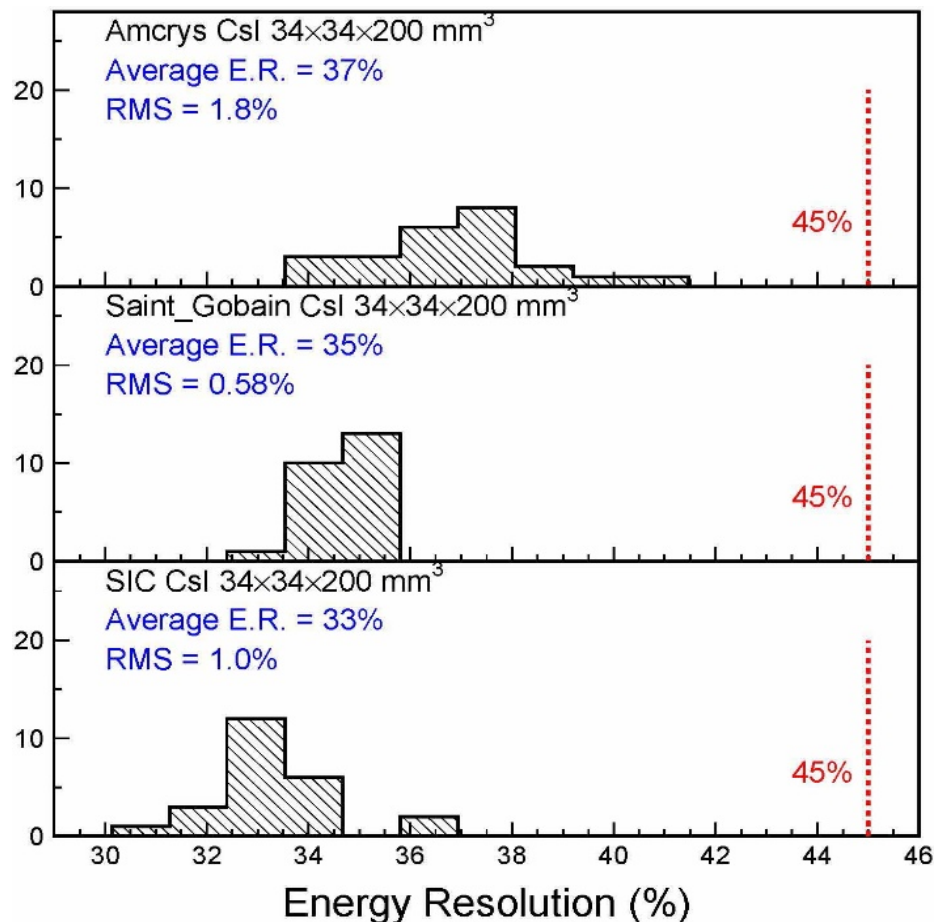 Amcrys CsI 34×34×200 mm³
Average E.R. = 37%
RMS = 1.8%
20
10
0
45%
Saint_Gobain CsI 34×34×200 mm³
Average E.R. = 35%
RMS = 0.58%
20
10
0
45%
SIC CsI 34×34×200 mm³
Average E.R. = 33%
RMS = 1.0%
20
10
0
45%
30 32 34 36 38 40 42 44 46
Energy Resolution (%)